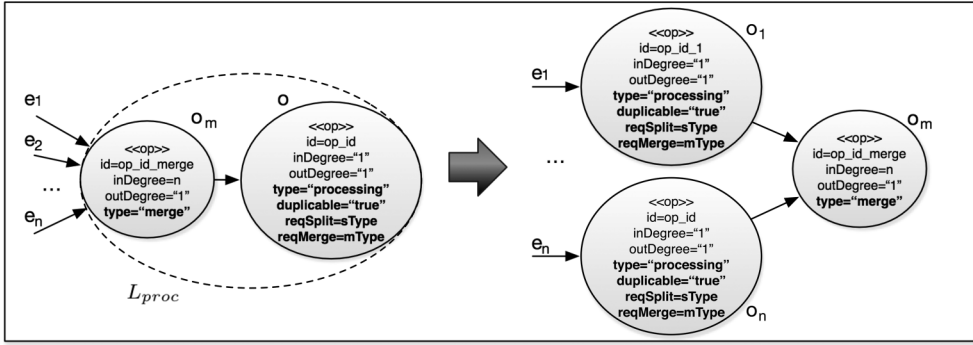 e1
e2
...
en
om
<<op>>
id=op_id_merge
inDegree=n
outDegree="1"
type="merge"
o
<<op>>
id=op_id
inDegree="1"
outDegree="1"
type="processing"
duplicable="true"
reqSplit=sType
reqMerge=mType
Lproc
e1
...
en
o1
<<op>>
id=op_id_1
inDegree="1"
outDegree="1"
type="processing"
duplicable="true"
reqSplit=sType
reqMerge=mType
<<op>>
id=op_id
inDegree="1"
outDegree="1"
type="processing"
duplicable="true"
reqSplit=sType
reqMerge=mType
on
om
<<op>>
id=op_id_merge
inDegree=n
outDegree="1"
type="merge"